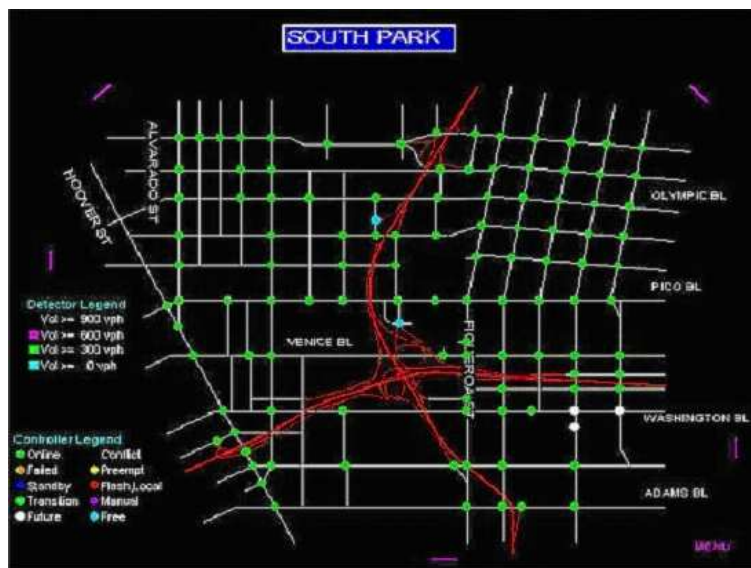 SOUTH PARK
ALVARADO ST
HOOVER ST
OLYMPIC BL
PICO BL
Detector Legend
Vol >= 900 vph
Vol >= 600 vph
Vol >= 300 vph
Vol >= 0 vph
VENICE BL
FIGUEROA ST
WASHINGTON BL
Controller Legend
Online Conflict
Failed Preempt
Standby Flash,Local
Transition Manual
Future Free
ADAMS BL
MENU